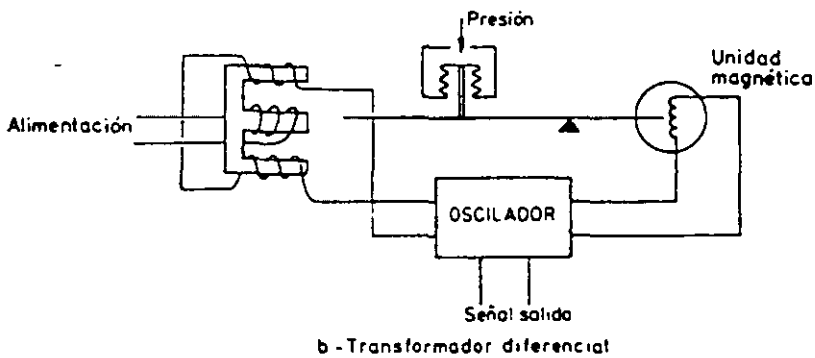 Presión
Unidad
magnética
Alimentación
OSCILADOR
Señal salida
b - Transformador diferencial